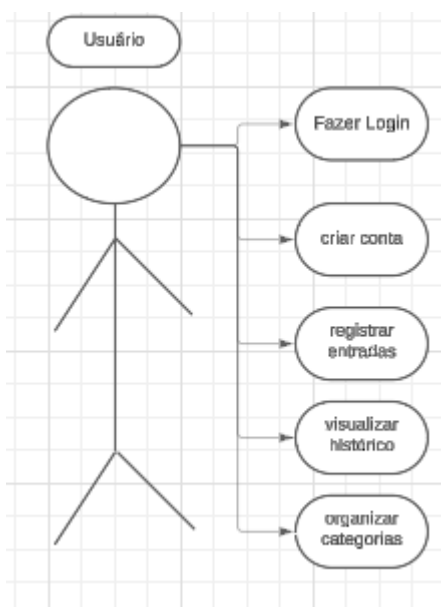 Usuário
Fazer Login
criar conta
registrar
entradas
visualizar
histórico
organizar
categorias